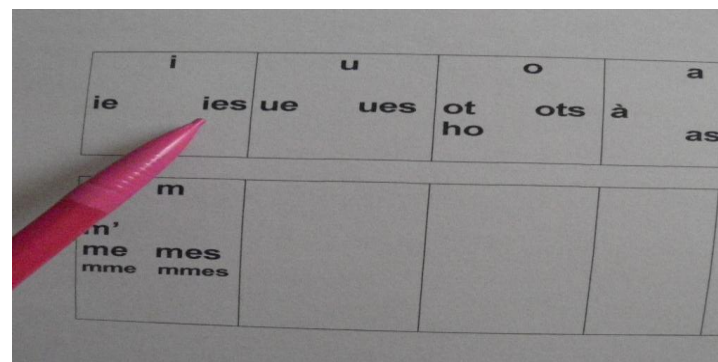 i u o a
ie ies ue ues ot ots à
ho as
m
m'
me mes
mme mmes